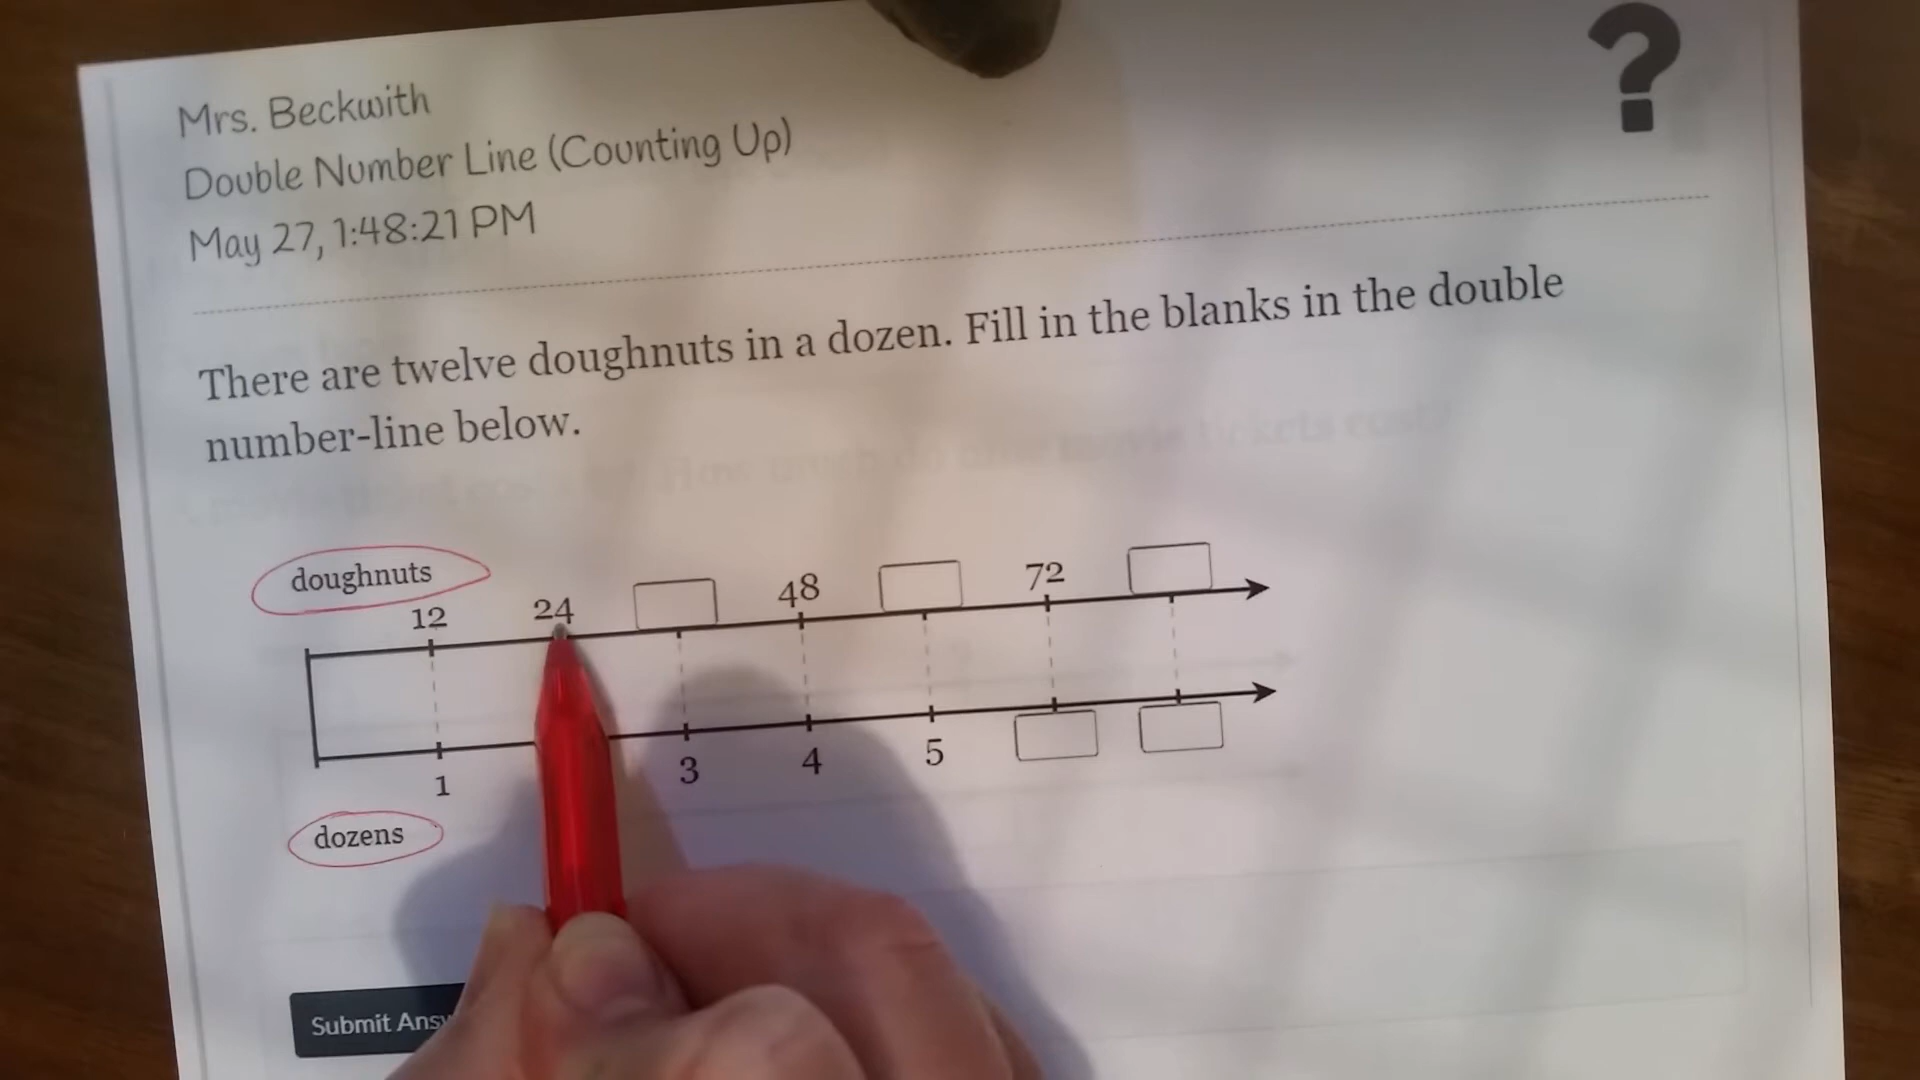 Mrs. Beckwith
Double Number Line (Counting Up)
May 27, 1:48:21 PM
?
There are twelve doughnuts in a dozen. Fill in the blanks in the double
number-line below.
doughnuts
12 24 48 72
1 3 4 5
dozens
Submit